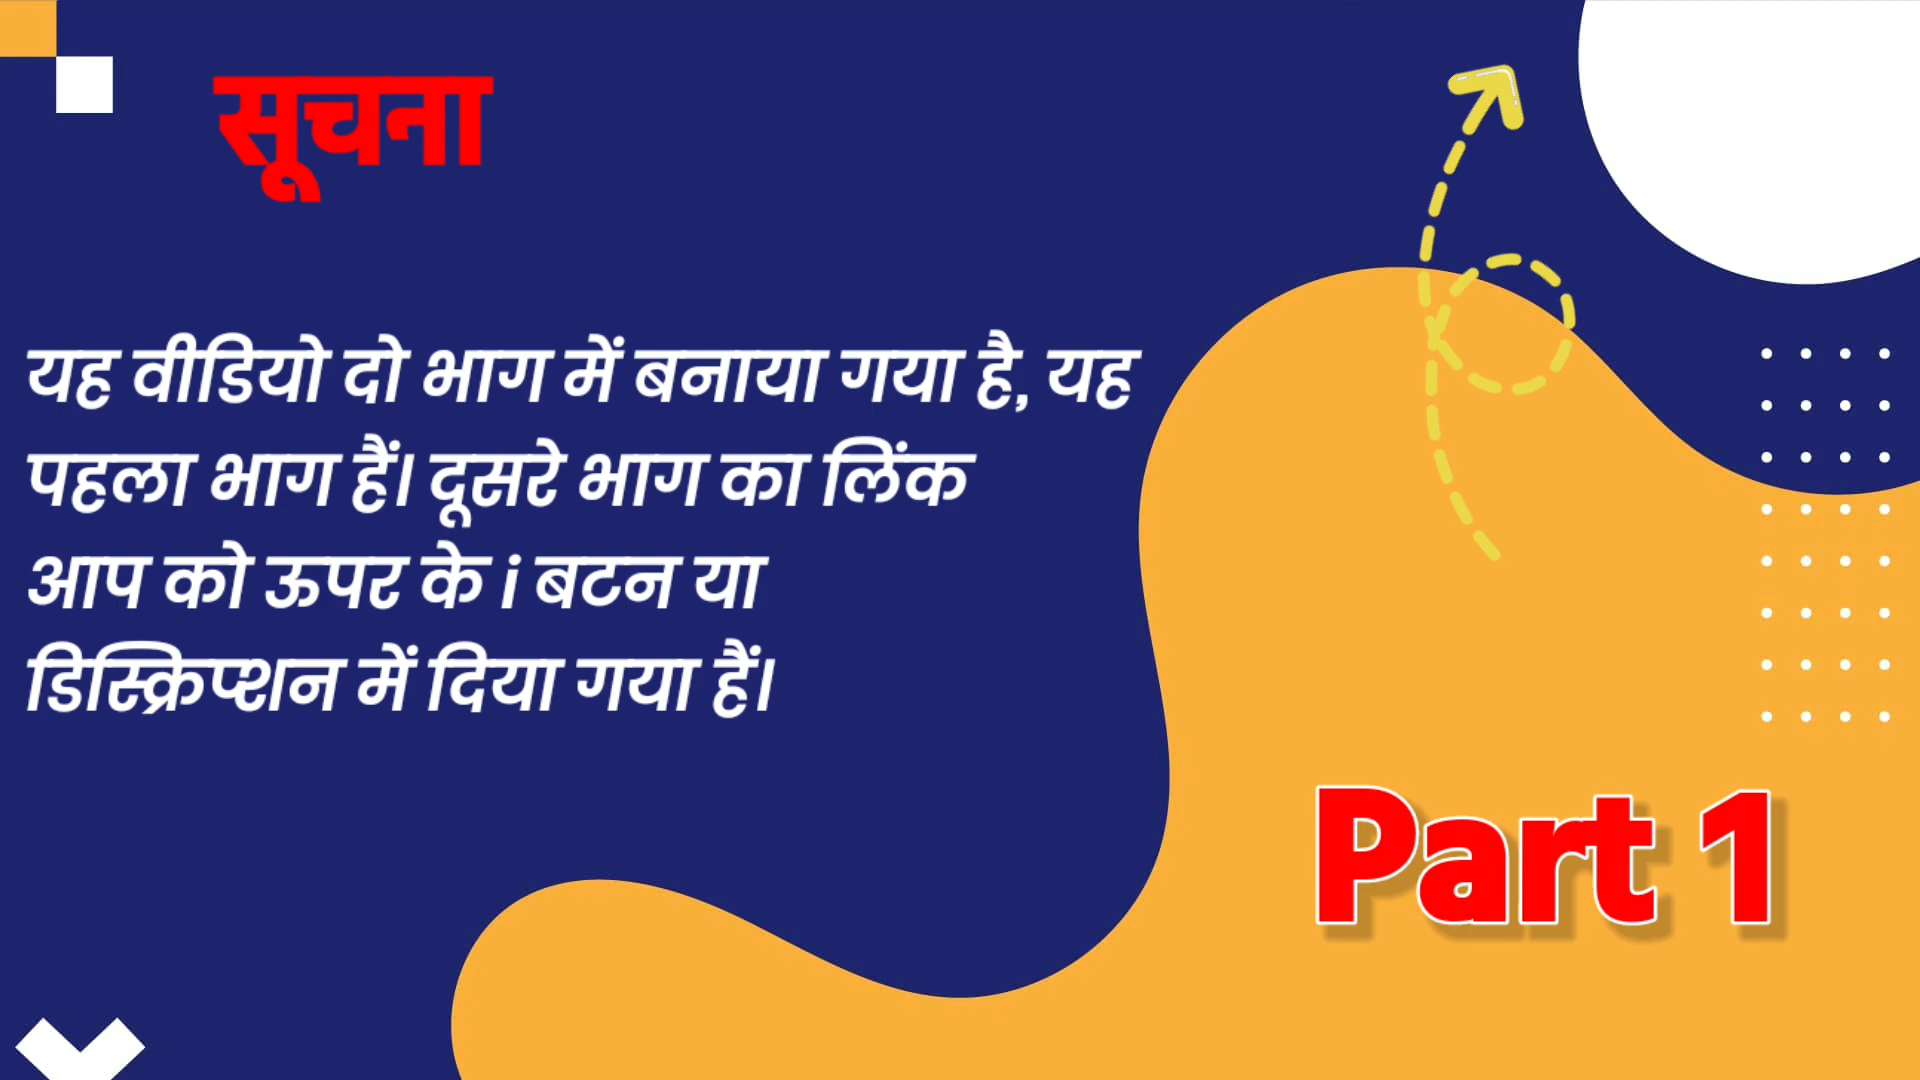 सूचना
यह वीडियो दो भाग में बनाया गया है, यह
पहला भाग हैं। दूसरे भाग का लिंक
आप को ऊपर के i बटन या
डिस्क्रिप्शन में दिया गया हैं।
Part 1